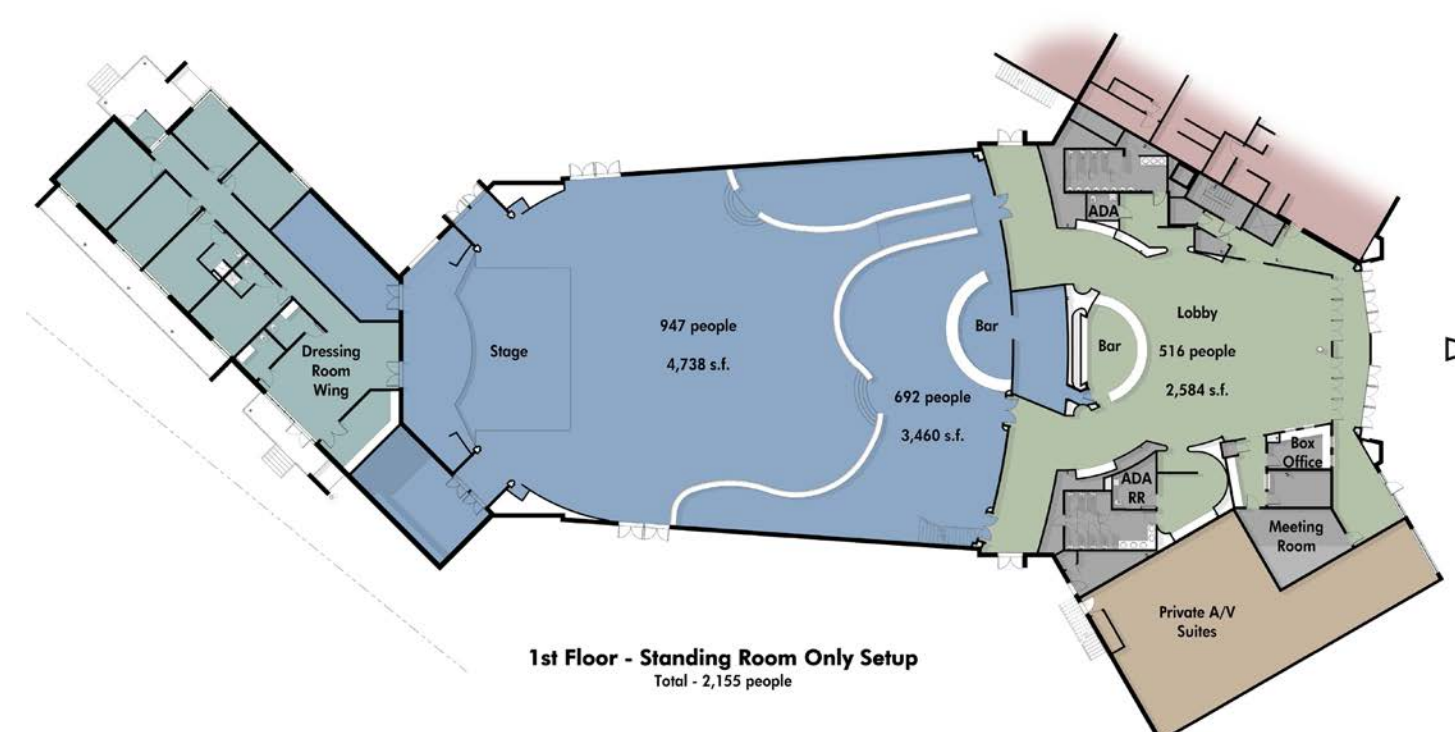 ADA
Lobby
516 people
2,584 s.f.
Bar
Bar
947 people
4,738 s.f.
Stage
Dressing
Room
Wing
692 people
3,460 s.f.
Box
Office
ADA
RR
Meeting
Room
Private A/V
Suites
1st Floor - Standing Room Only Setup
Total - 2,155 people